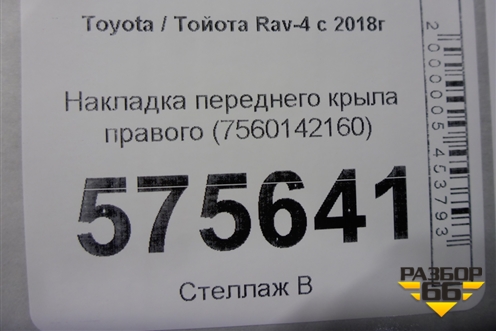 Toyota / Тойота Rav-4 с 2018г
Накладка переднего крыла
правого (7560142160)
575641
Стеллаж В
2000005453793
РАЗБОР
66